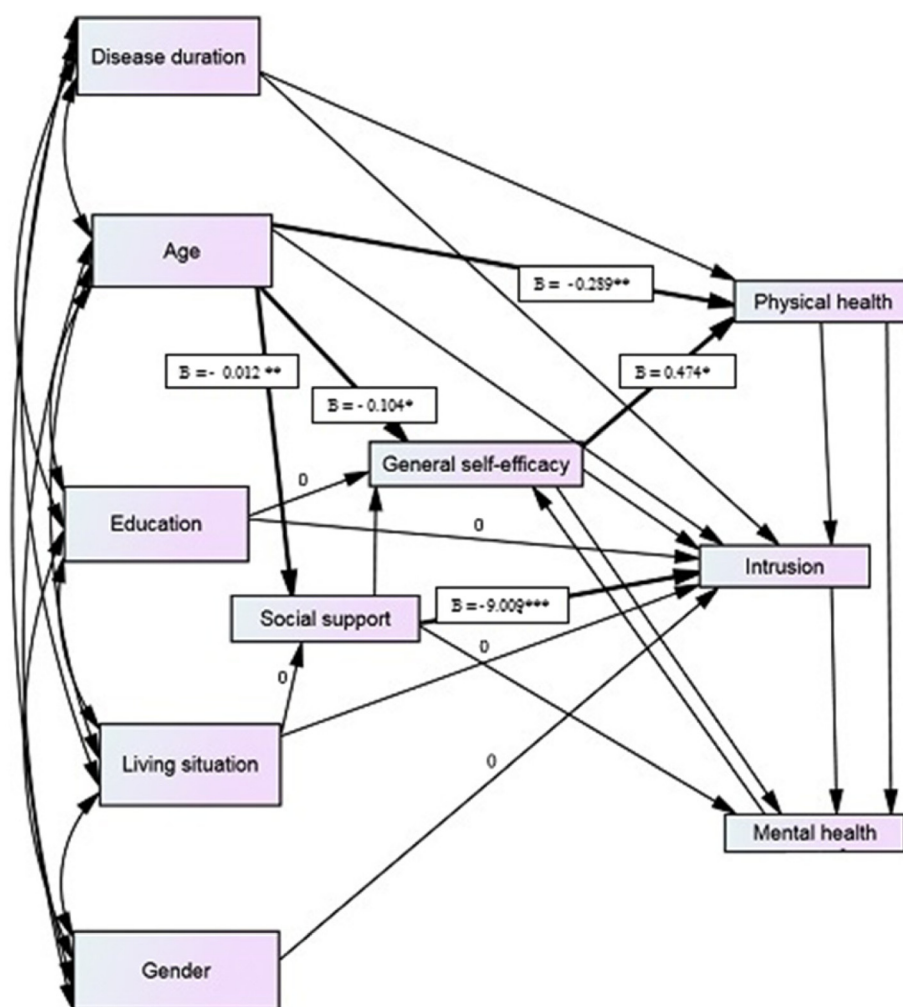 Disease duration
Age
B = -0.289**
Physical health
B = - 0.012 **
B = - 0.104*
B = 0.474*
General self-efficacy
0
Education
0
Intrusion
B = -9.009***
Social support
0
0
Living situation
0
Mental health
Gender